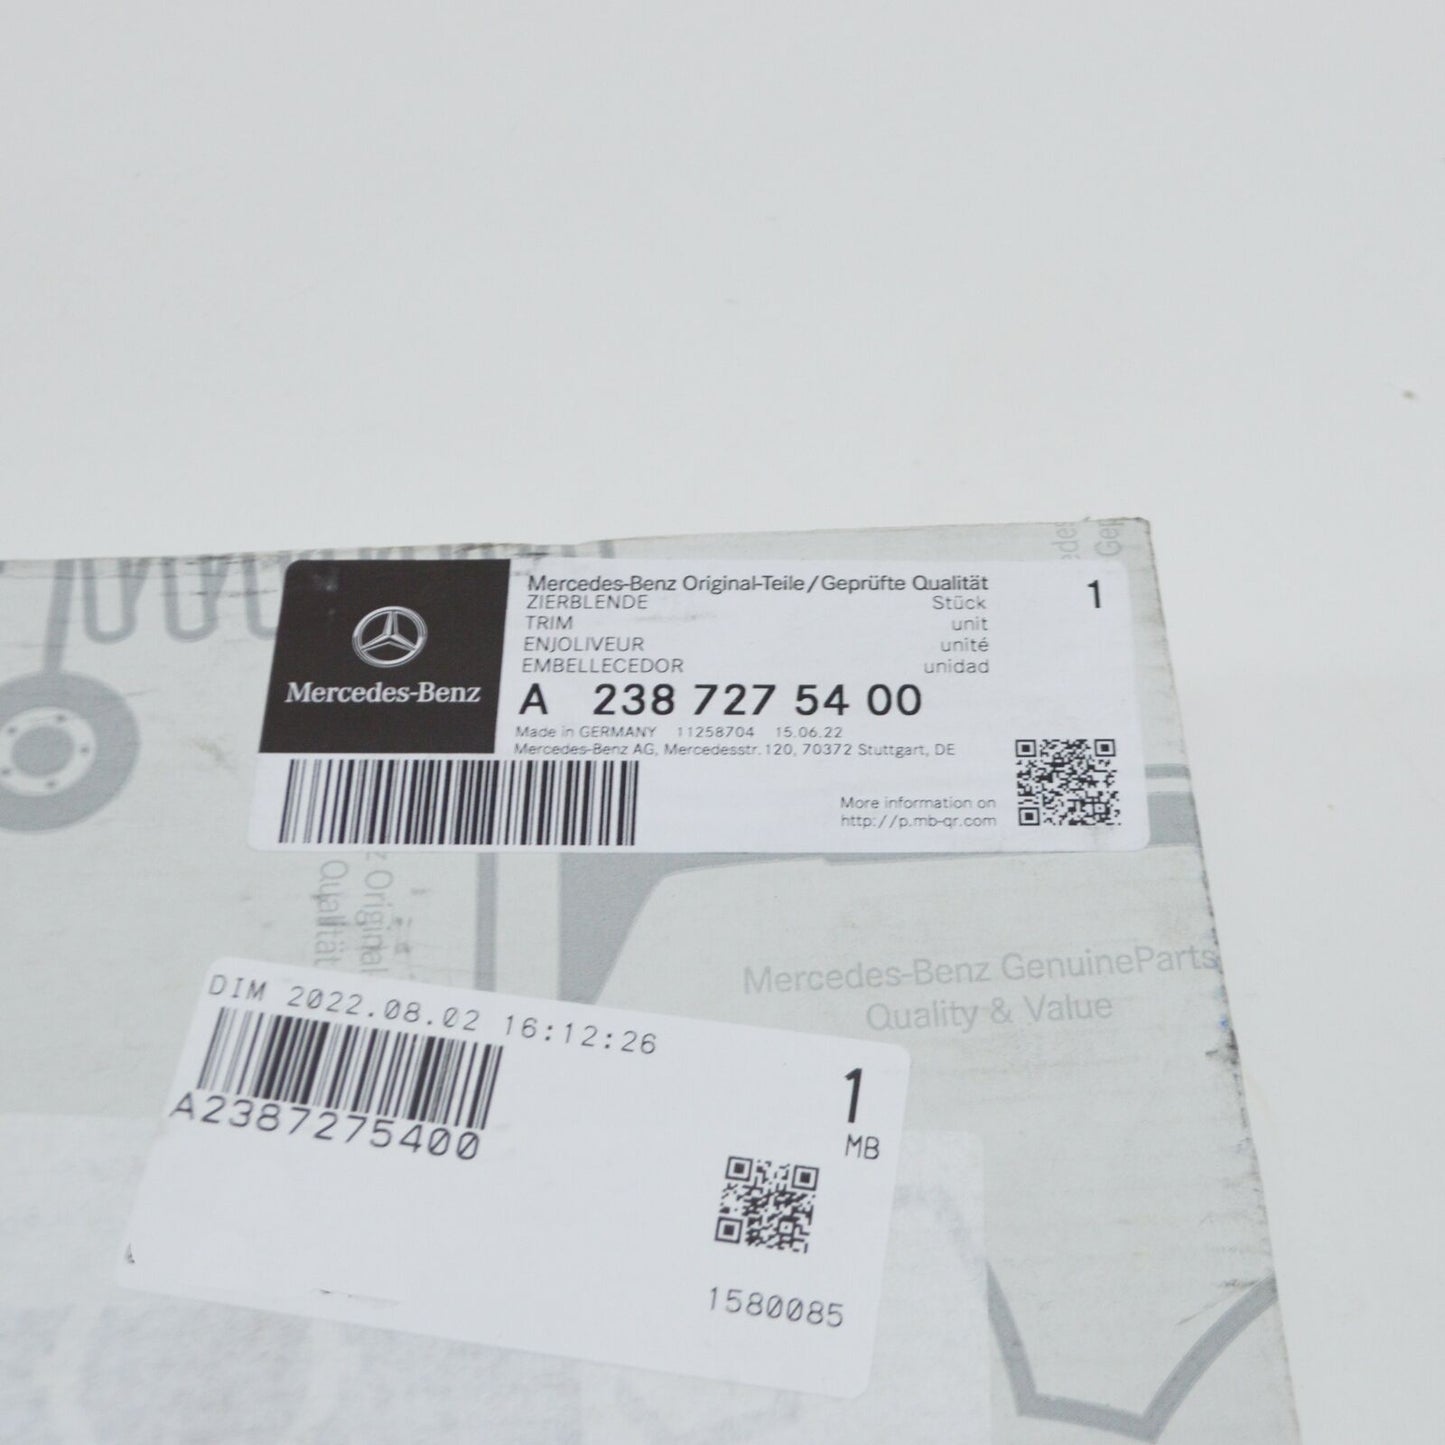 Mercedes-Benz
Mercedes-Benz Original-Teile/Geprüfte Qualität 1
ZIERBLENDE Stück
TRIM unit
ENJOLIVEUR unité
EMBELLECEDOR unidad
A 238 727 54 00
Made in GERMANY 11258704 15.06.22
Mercedes-Benz AG, Mercedesstr. 120, 70372 Stuttgart, DE
More information on
http://p.mb-qr.com
z Original
Qualität
Mercedes-Benz GenuineParts
Quality & Value
DIM 2022.08.02 16:12:26
A2387275400
1
MB
1580085